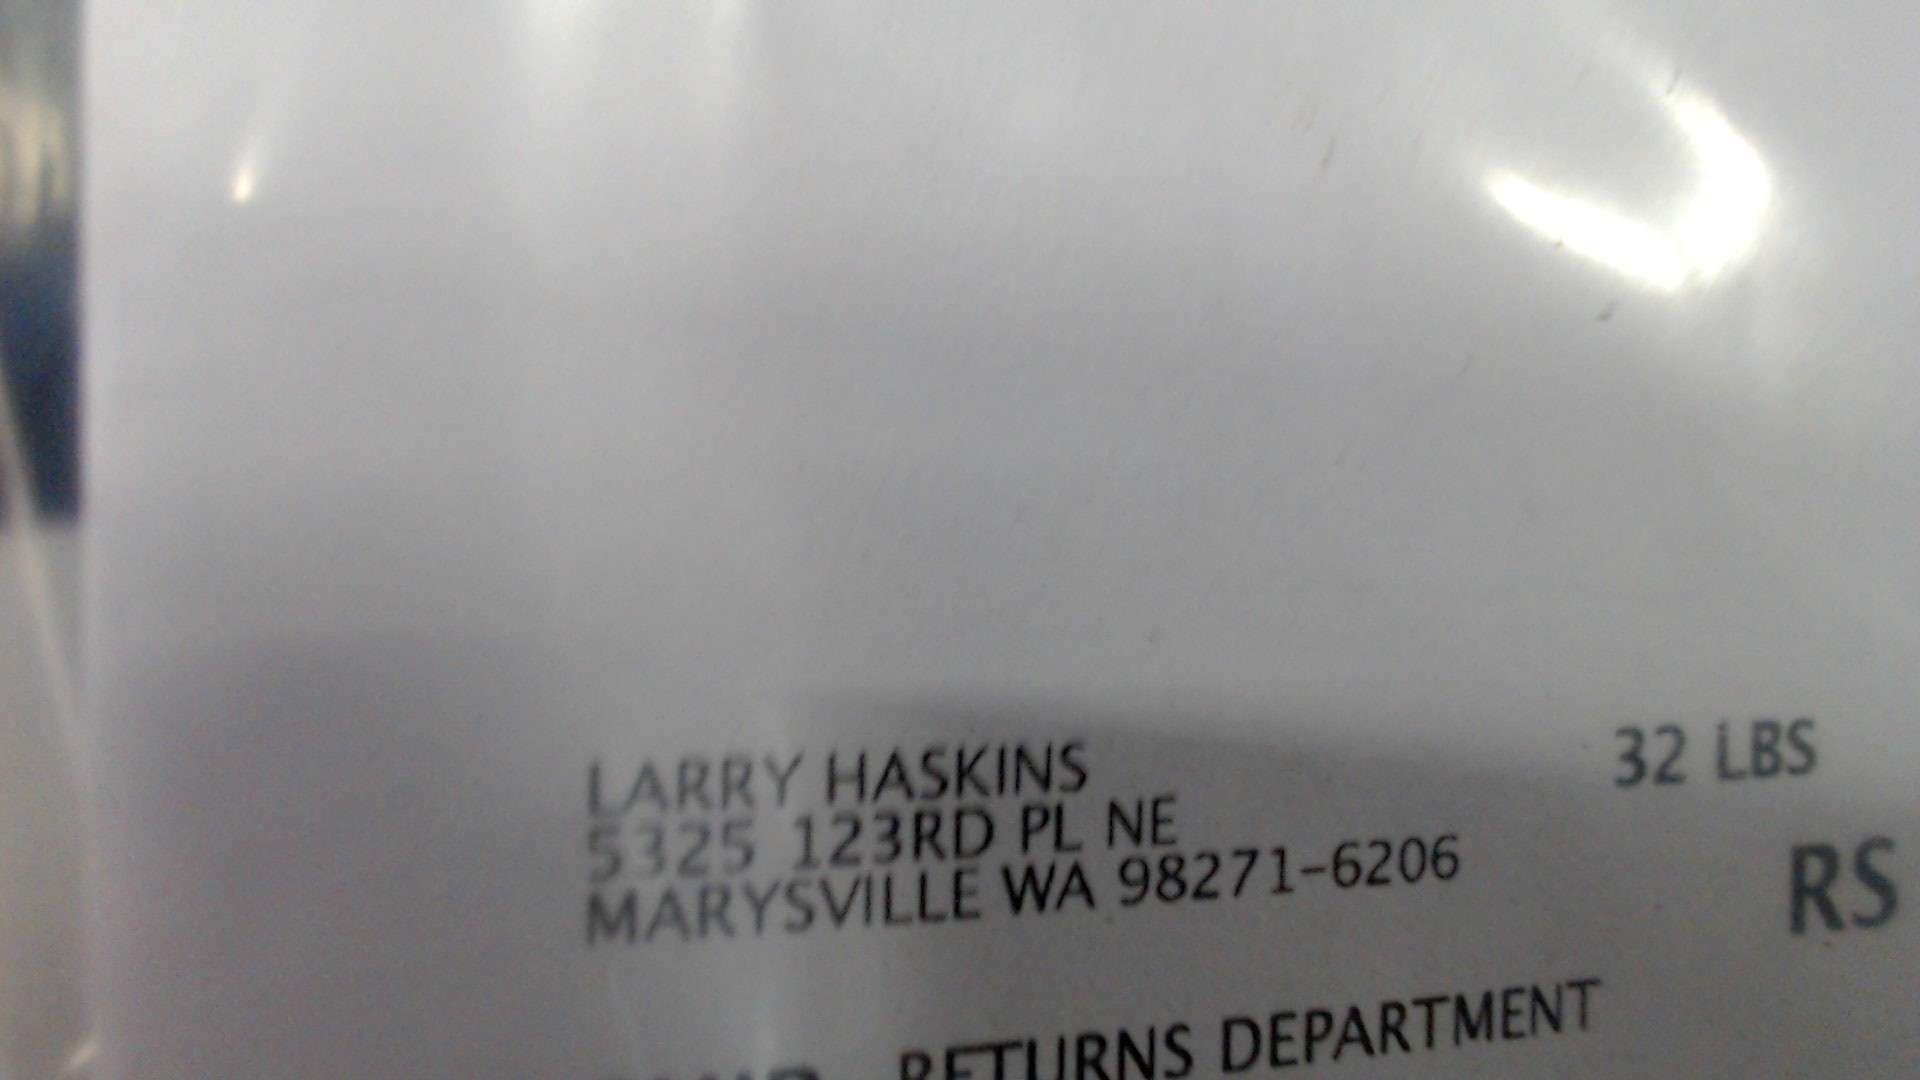 LARRY HASKINS
32 LBS
5325 123RD PL NE
MARYSVILLE WA 98271-6206
RS
RETURNS DEPARTMENT